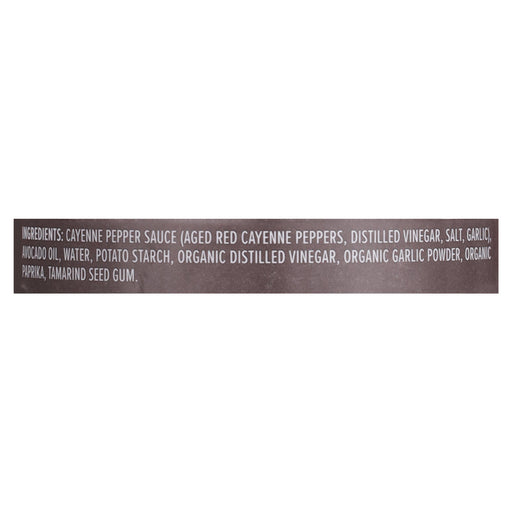 INGREDIENTS: CAYENNE PEPPER SAUCE (AGED RED CAYENNE PEPPERS, DISTILLED VINEGAR, SALT, GARLIC),
AVOCADO OIL, WATER, POTATO STARCH, ORGANIC DISTILLED VINEGAR, ORGANIC GARLIC POWDER, ORGANIC
PAPRIKA, TAMARIND SEED GUM.